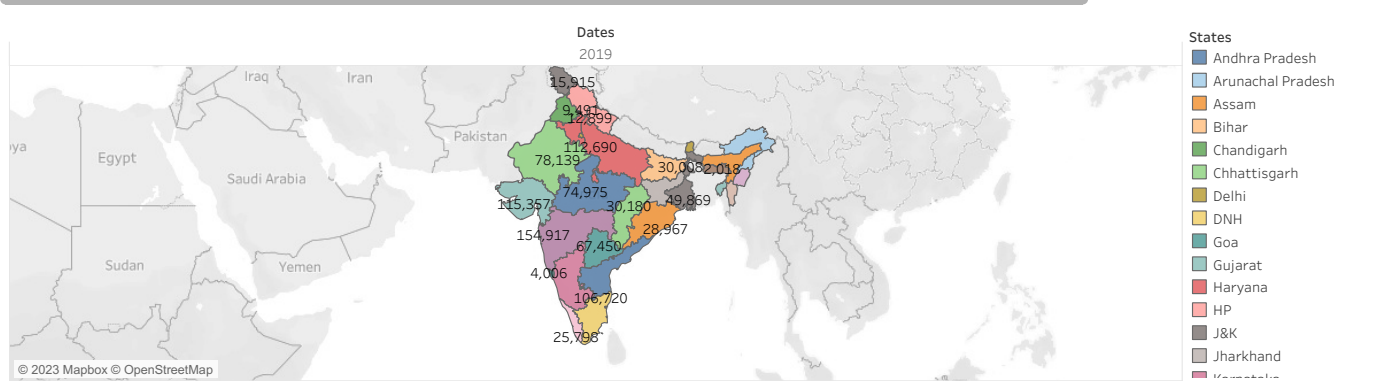 Dates
2019
Iraq
Iran
Pakistan
ya
Egypt
Saudi Arabia
Sudan
Yemen
15,915
9,491
12,899
112,690
78,139
30,008
2,018
74,975
115,357
30,180
49,869
154,917
28,967
67,450
4,006
106,720
25,798
© 2023 Mapbox © OpenStreetMap
States
Andhra Pradesh
Arunachal Pradesh
Assam
Bihar
Chandigarh
Chhattisgarh
Delhi
DNH
Goa
Gujarat
Haryana
HP
J&K
Jharkhand